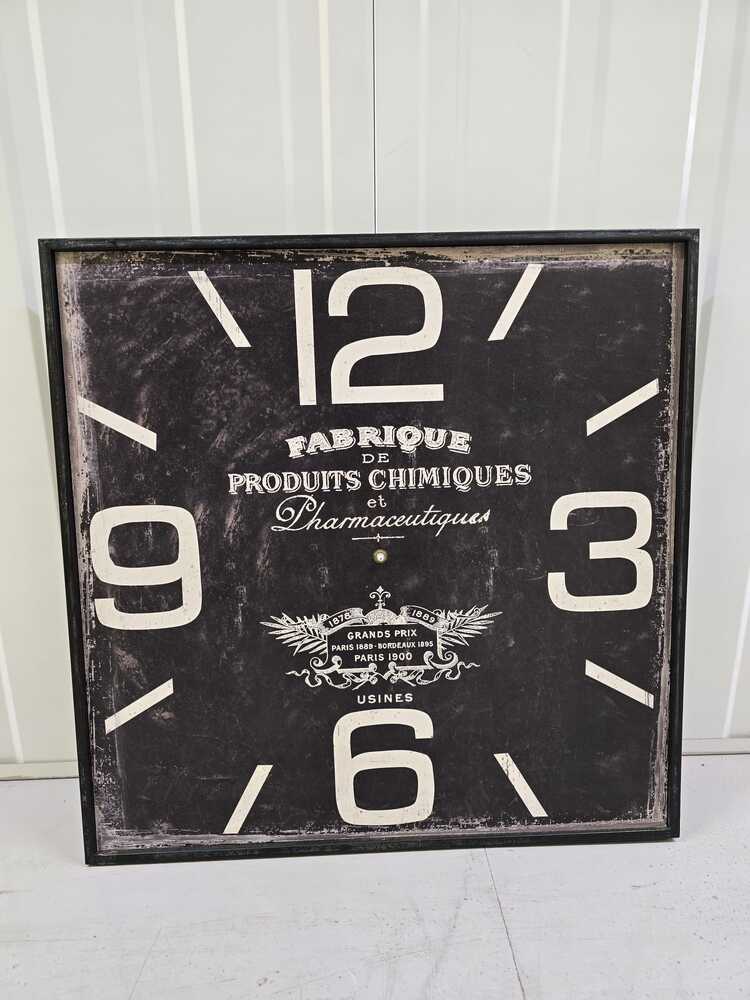 12
FABRIQUE
DE
PRODUITS CHIMIQUES
et
Pharmaceutiques
9
3
1878 1889
GRANDS PRIX
PARIS 1889 - BORDEAUX 1895
PARIS 1900
USINES
6